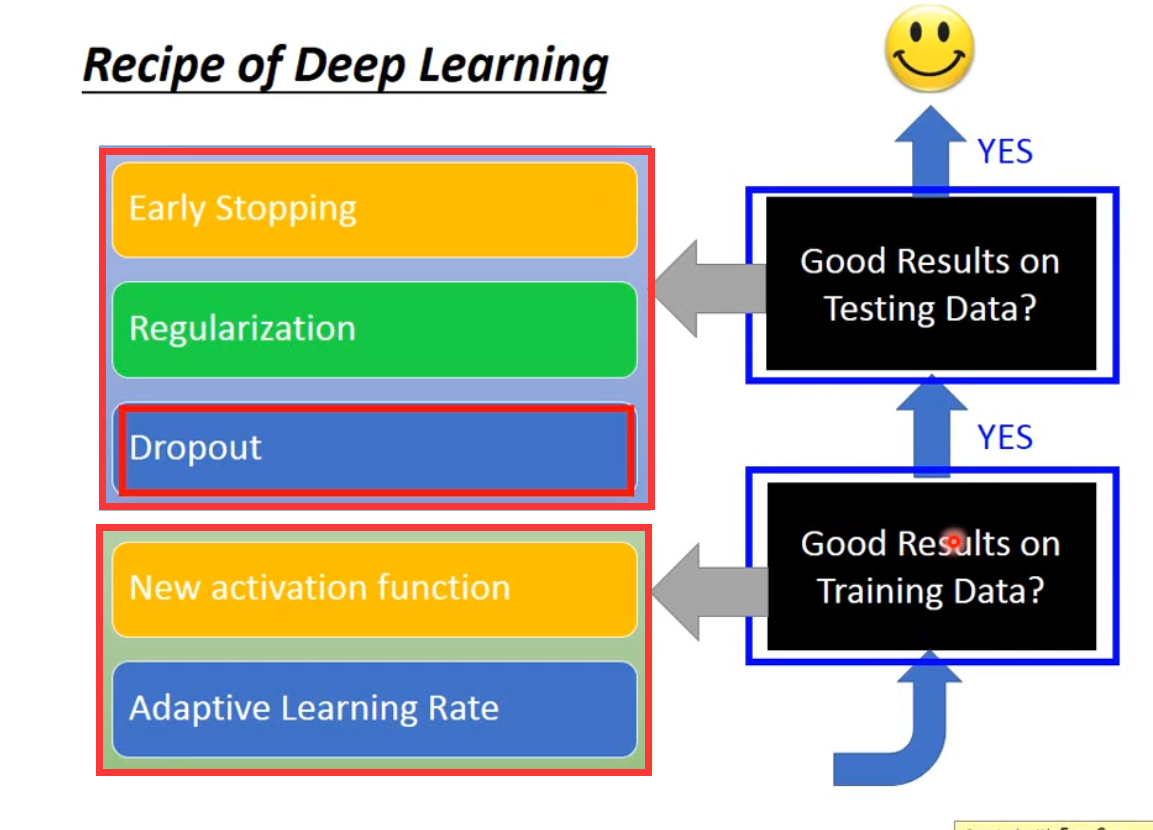 Recipe of Deep Learning
YES
Early Stopping
Good Results on
Testing Data?
Regularization
YES
Dropout
Good Results on
Training Data?
New activation function
Adaptive Learning Rate